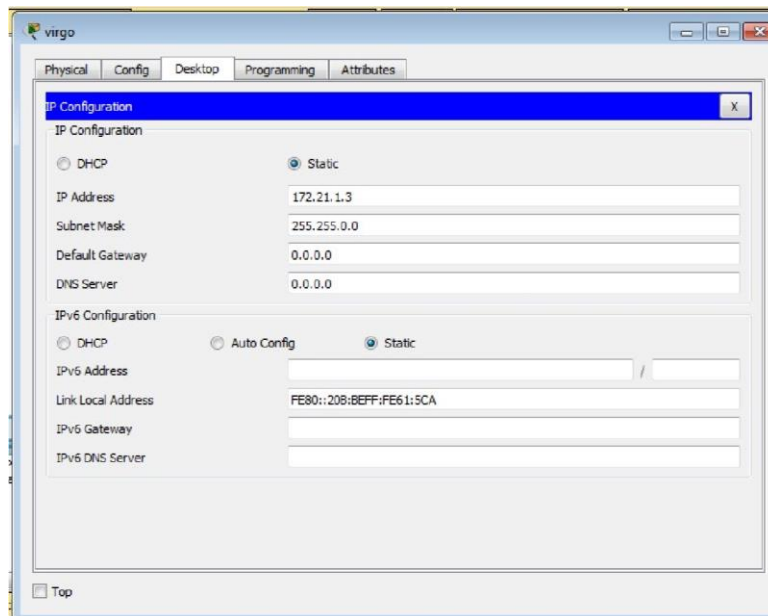 virgo
Physical Config Desktop Programming Attributes
IP Configuration X
IP Configuration
DHCP Static
IP Address 172.21.1.3
Subnet Mask 255.255.0.0
Default Gateway 0.0.0.0
DNS Server 0.0.0.0
IPv6 Configuration
DHCP Auto Config Static
IPv6 Address /
Link Local Address FE80::20B:BEFF:FE61:5CA
IPv6 Gateway
IPv6 DNS Server
Top